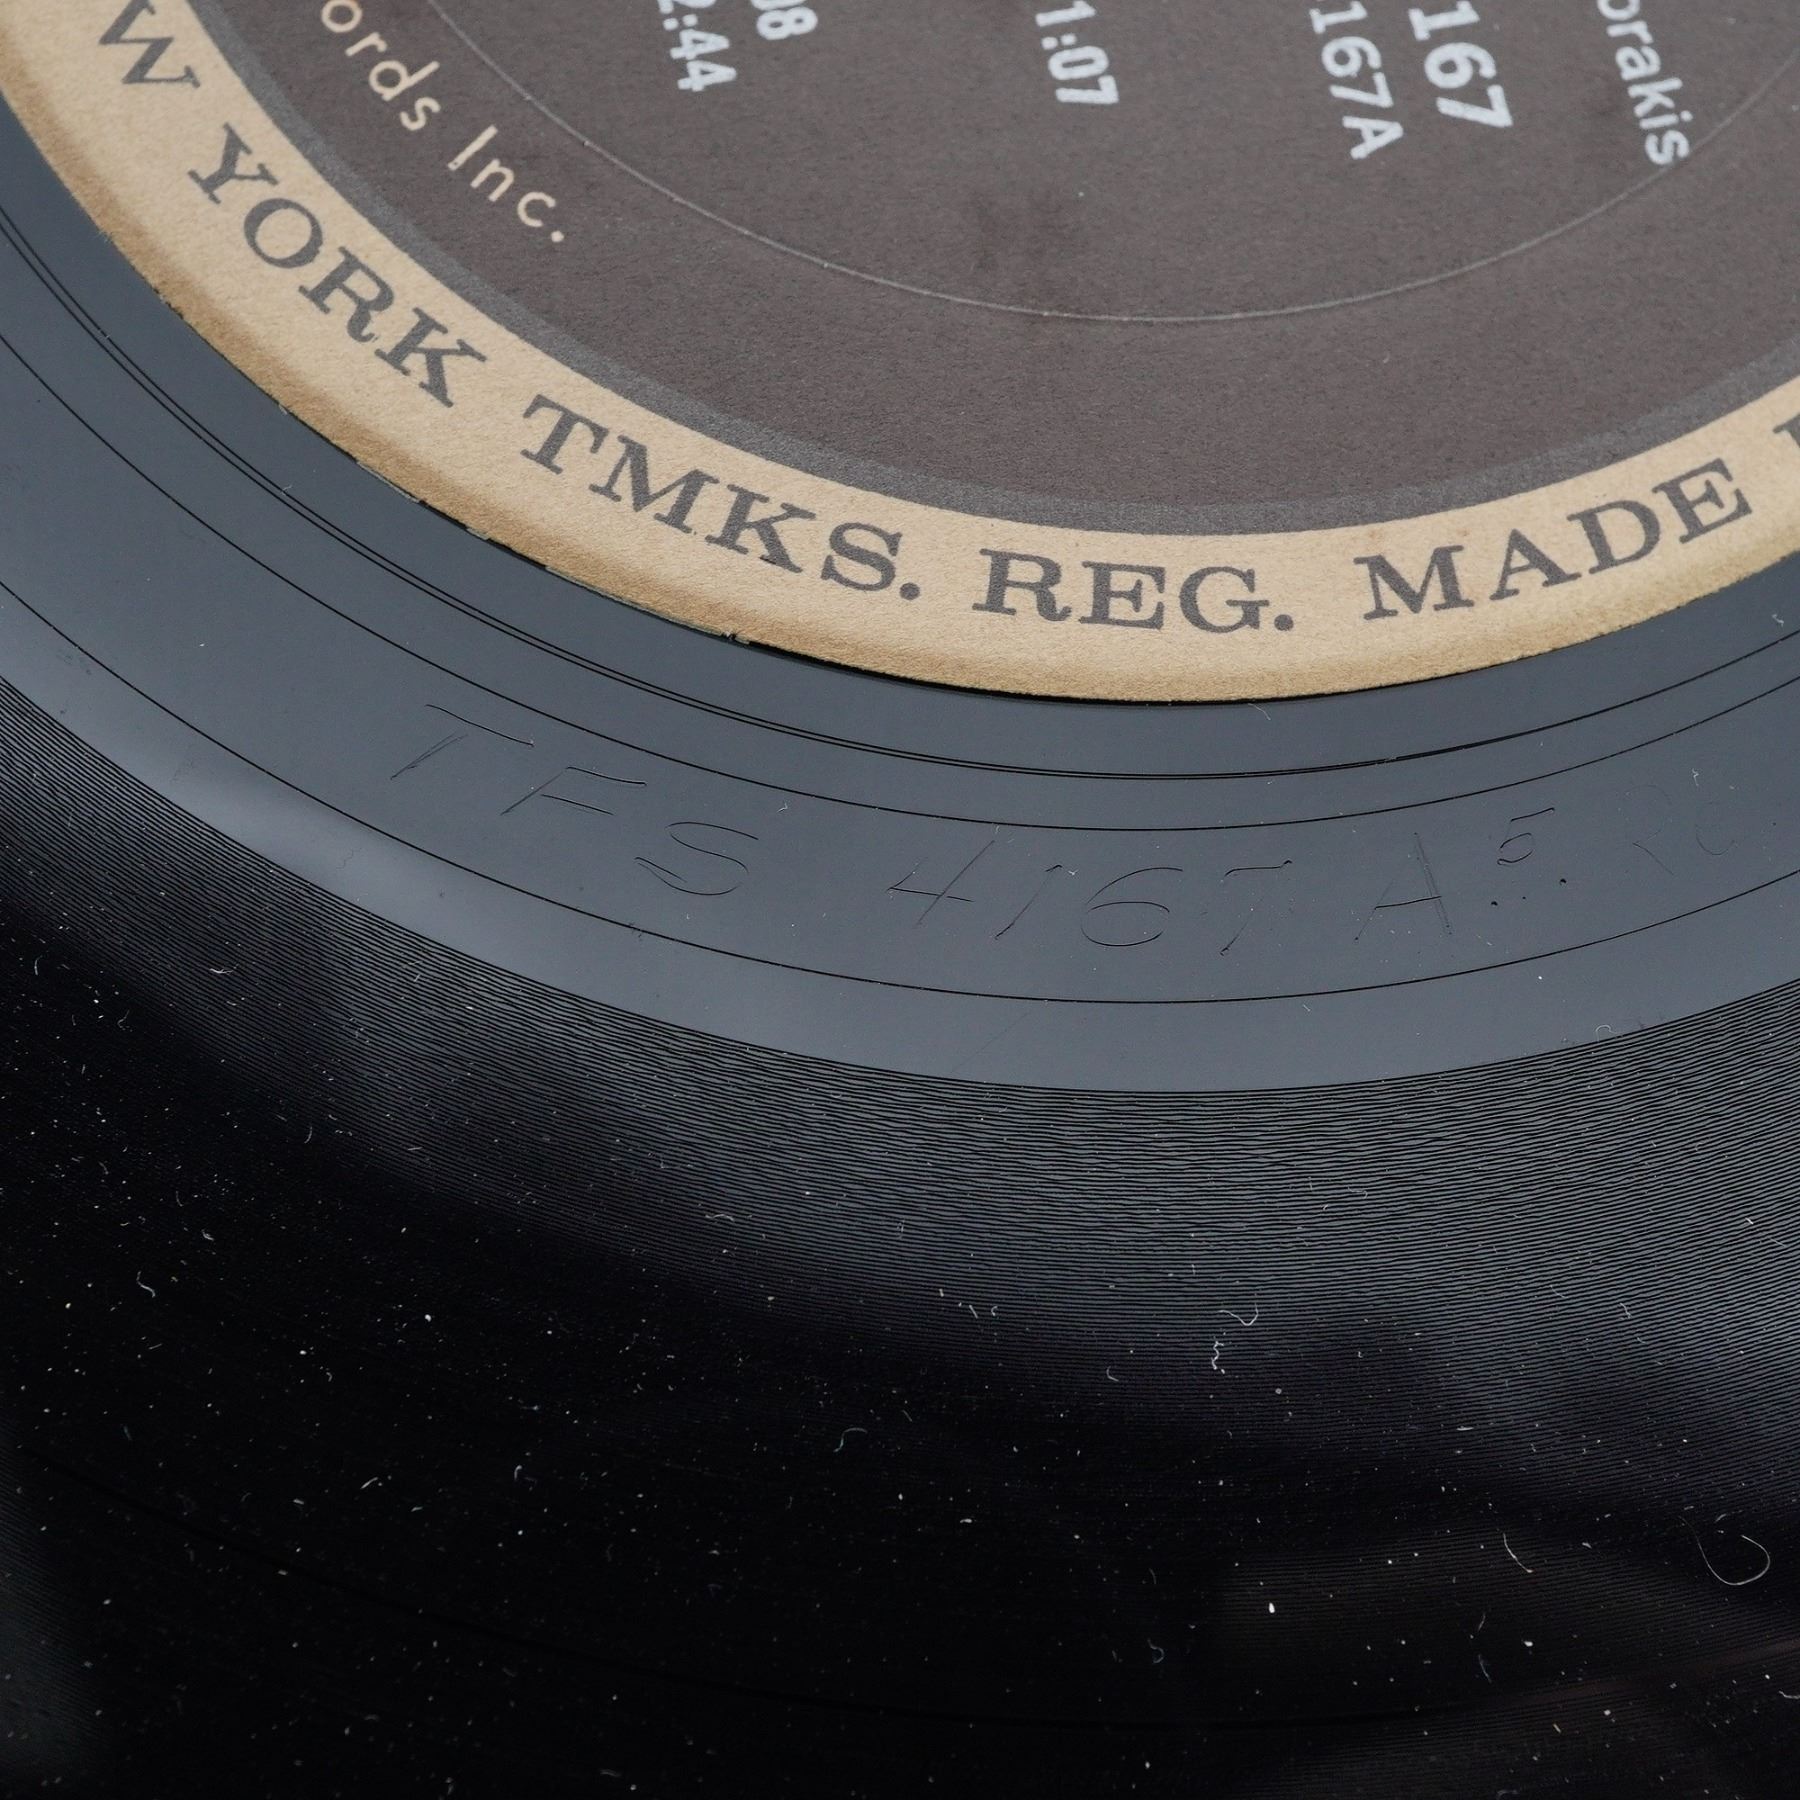 2:44
08
1:07
167
167A
orakis
ords Inc.
W YORK TMKS. REG. MADE
TFS 4167 A5